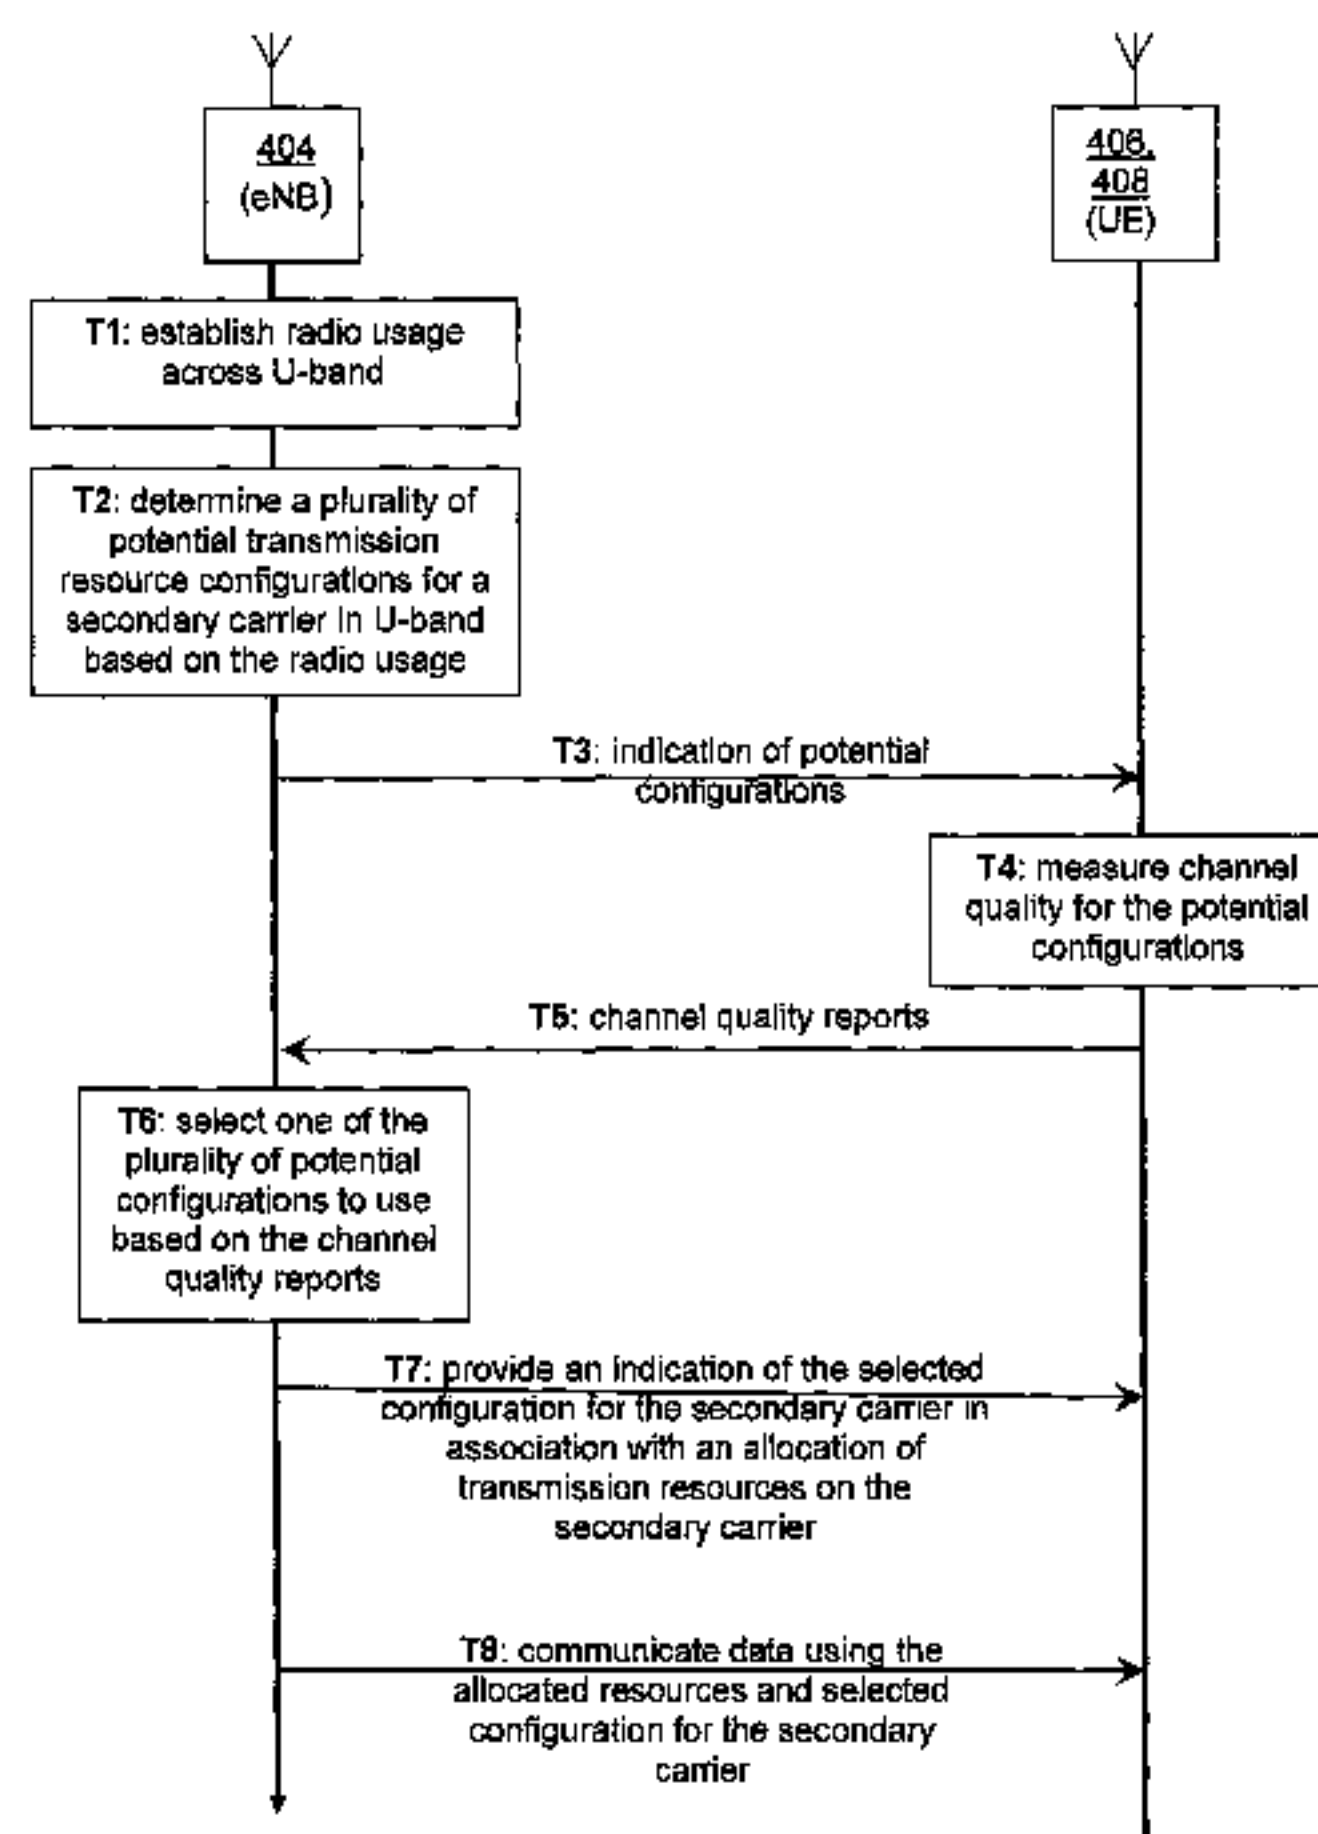 404
(eNB)
406,
408
(UE)
T1: establish radio usage
across U-band
T2: determine a plurality of
potential transmission
resource configurations for a
secondary carrier in U-band
based on the radio usage
T3: indication of potential
configurations
T4: measure channel
quality for the potential
configurations
T5: channel quality reports
T6: select one of the
plurality of potential
configurations to use
based on the channel
quality reports
T7: provide an indication of the selected
configuration for the secondary carrier in
association with an allocation of
transmission resources on the
secondary carrier
T8: communicate data using the
allocated resources and selected
configuration for the secondary
carrier